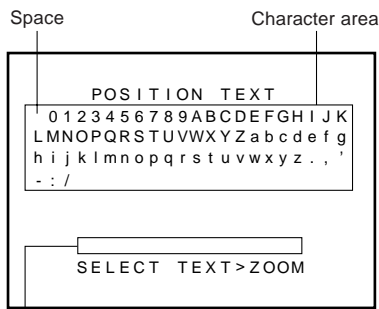 Space Character area
POSITION TEXT
0123456789ABCDEFGHIJK
LMNOPQRSTUVWXYZabcdefg
hijklmnopqrstuvwxyz.,'
-:/
SELECT TEXT>ZOOM